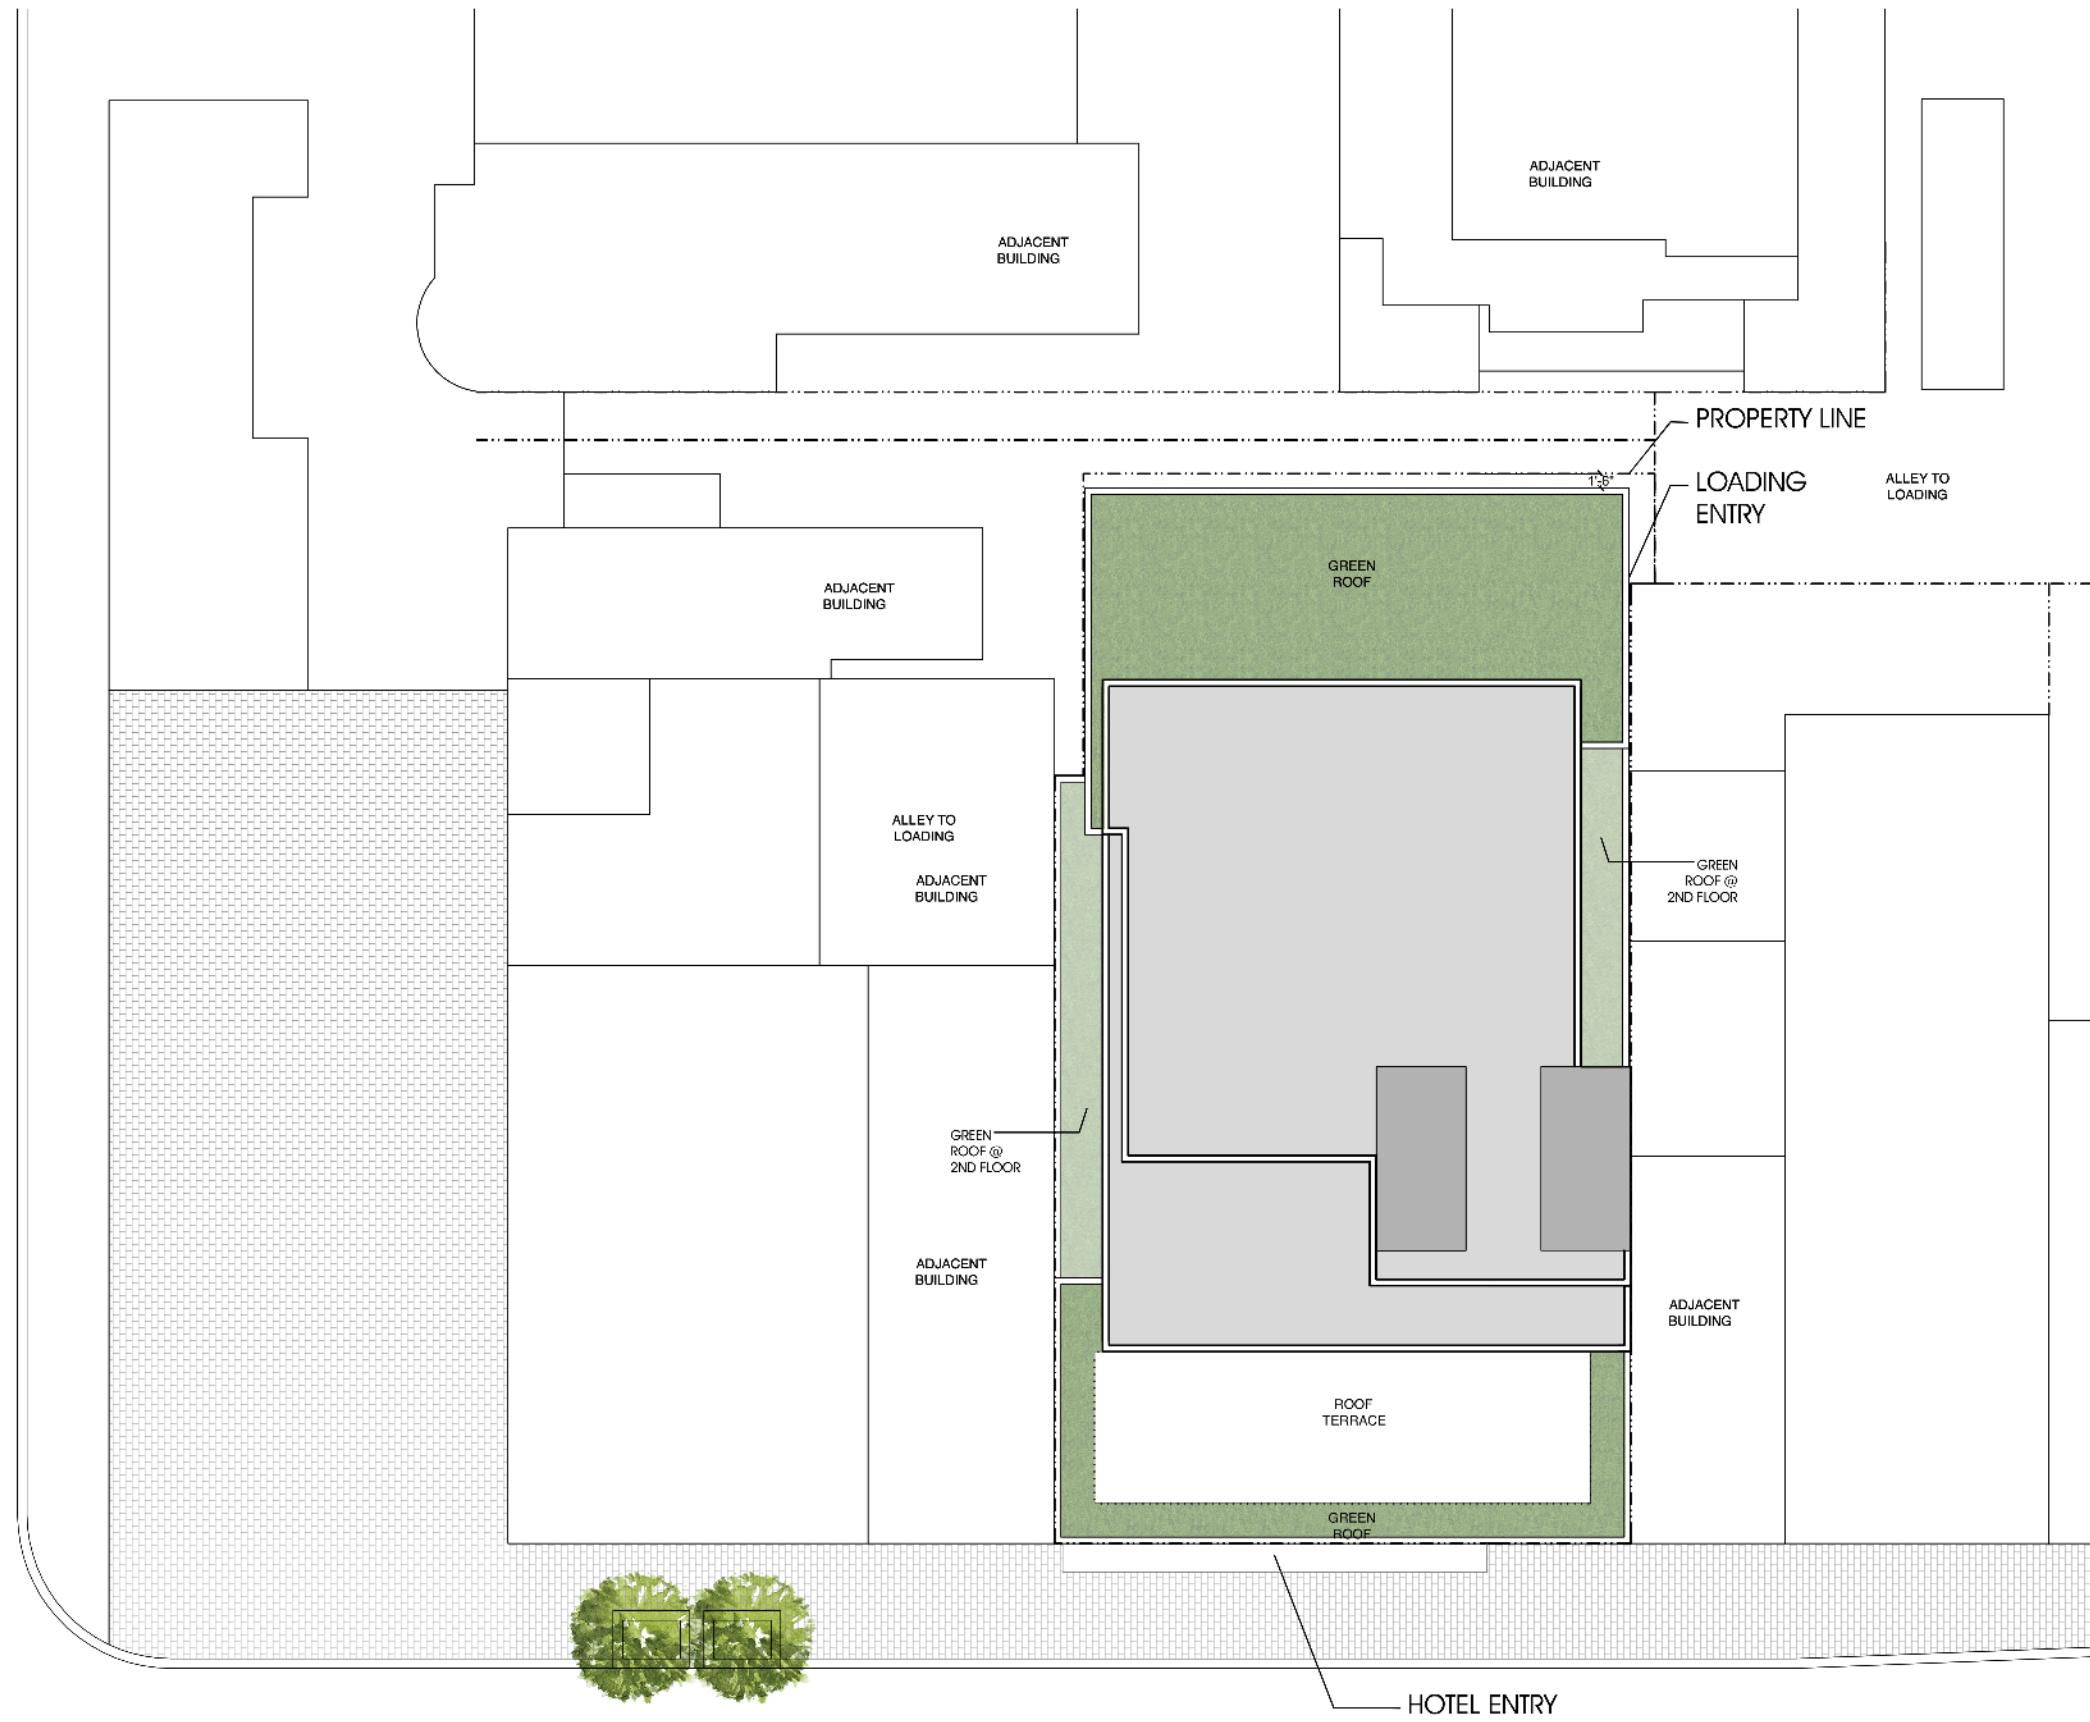 ADJACENT
BUILDING
ADJACENT
BUILDING
PROPERTY LINE
1'-6"
LOADING
ENTRY
ALLEY TO
LOADING
GREEN
ROOF
ADJACENT
BUILDING
ALLEY TO
LOADING
ADJACENT
BUILDING
GREEN
ROOF @
2ND FLOOR
GREEN
ROOF @
2ND FLOOR
ADJACENT
BUILDING
ADJACENT
BUILDING
ROOF
TERRACE
GREEN
ROOF
HOTEL ENTRY